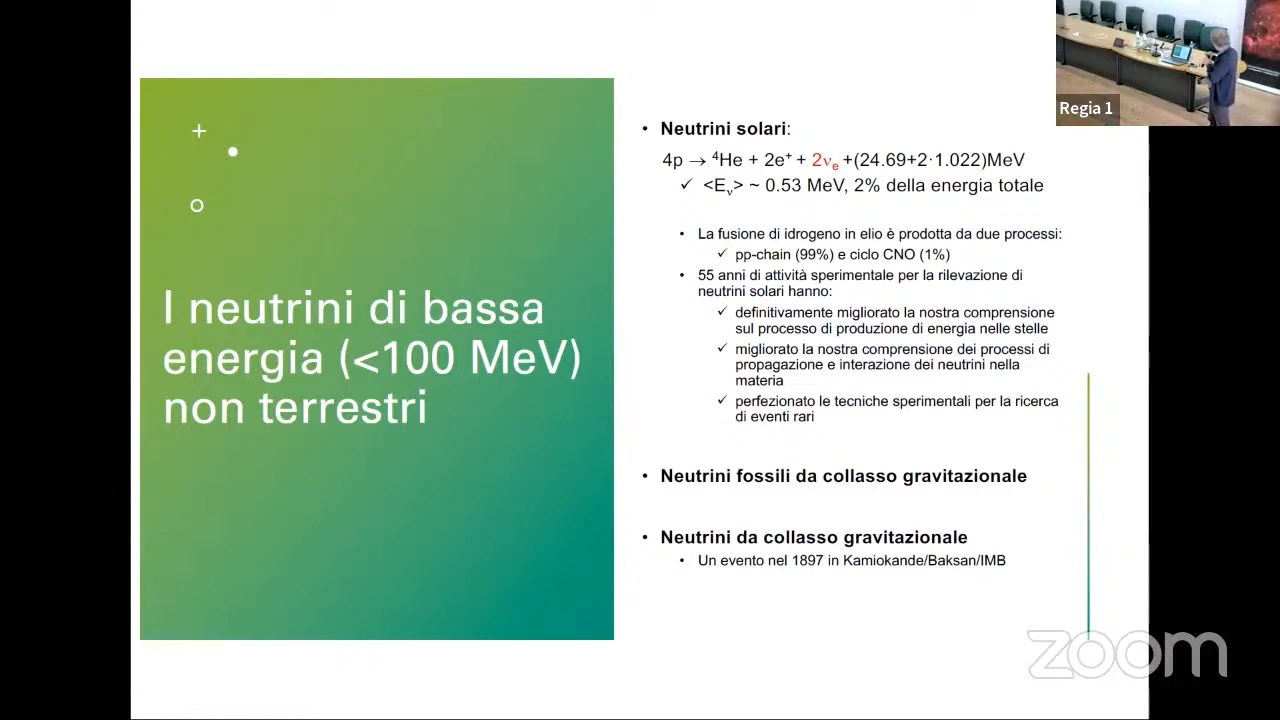 Regia 1
I neutrini di bassa
energia (<100 MeV)
non terrestri
• Neutrini solari:
4p → ⁴He + 2e⁺ + 2νₑ +(24.69+2·1.022)MeV
✓ <Eᵥ> ~ 0.53 MeV, 2% della energia totale
• La fusione di idrogeno in elio è prodotta da due processi:
✓ pp-chain (99%) e ciclo CNO (1%)
• 55 anni di attività sperimentale per la rilevazione di
neutrini solari hanno:
✓ definitivamente migliorato la nostra comprensione
sul processo di produzione di energia nelle stelle
✓ migliorato la nostra comprensione dei processi di
propagazione e interazione dei neutrini nella
materia
✓ perfezionato le tecniche sperimentali per la ricerca
di eventi rari
• Neutrini fossili da collasso gravitazionale
• Neutrini da collasso gravitazionale
• Un evento nel 1897 in Kamiokande/Baksan/IMB
zoom